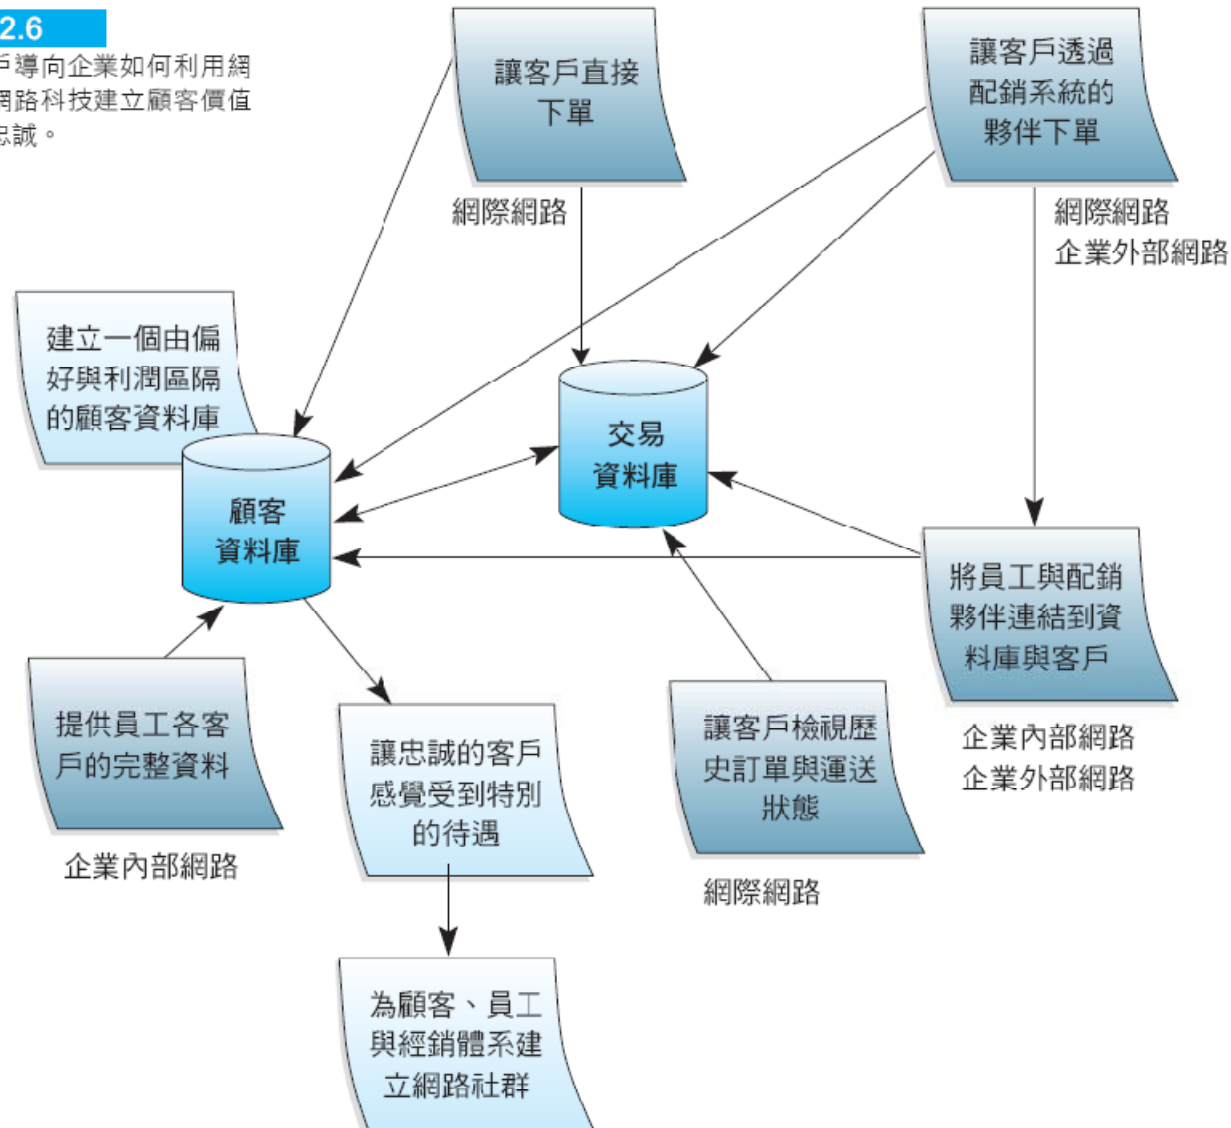 2.6
戶導向企業如何利用網
網路科技建立顧客價值
忠誠。
讓客戶直接
下單
網際網路
讓客戶透過
配銷系統的
夥伴下單
網際網路
企業外部網路
建立一個由偏
好與利潤區隔
的顧客資料庫
顧客
資料庫
交易
資料庫
將員工與配銷
夥伴連結到資
料庫與客戶
企業內部網路
企業外部網路
提供員工各客
戶的完整資料
企業內部網路
讓忠誠的客戶
感覺受到特別
的待遇
讓客戶檢視歷
史訂單與運送
狀態
網際網路
為顧客、員工
與經銷體系建
立網路社群